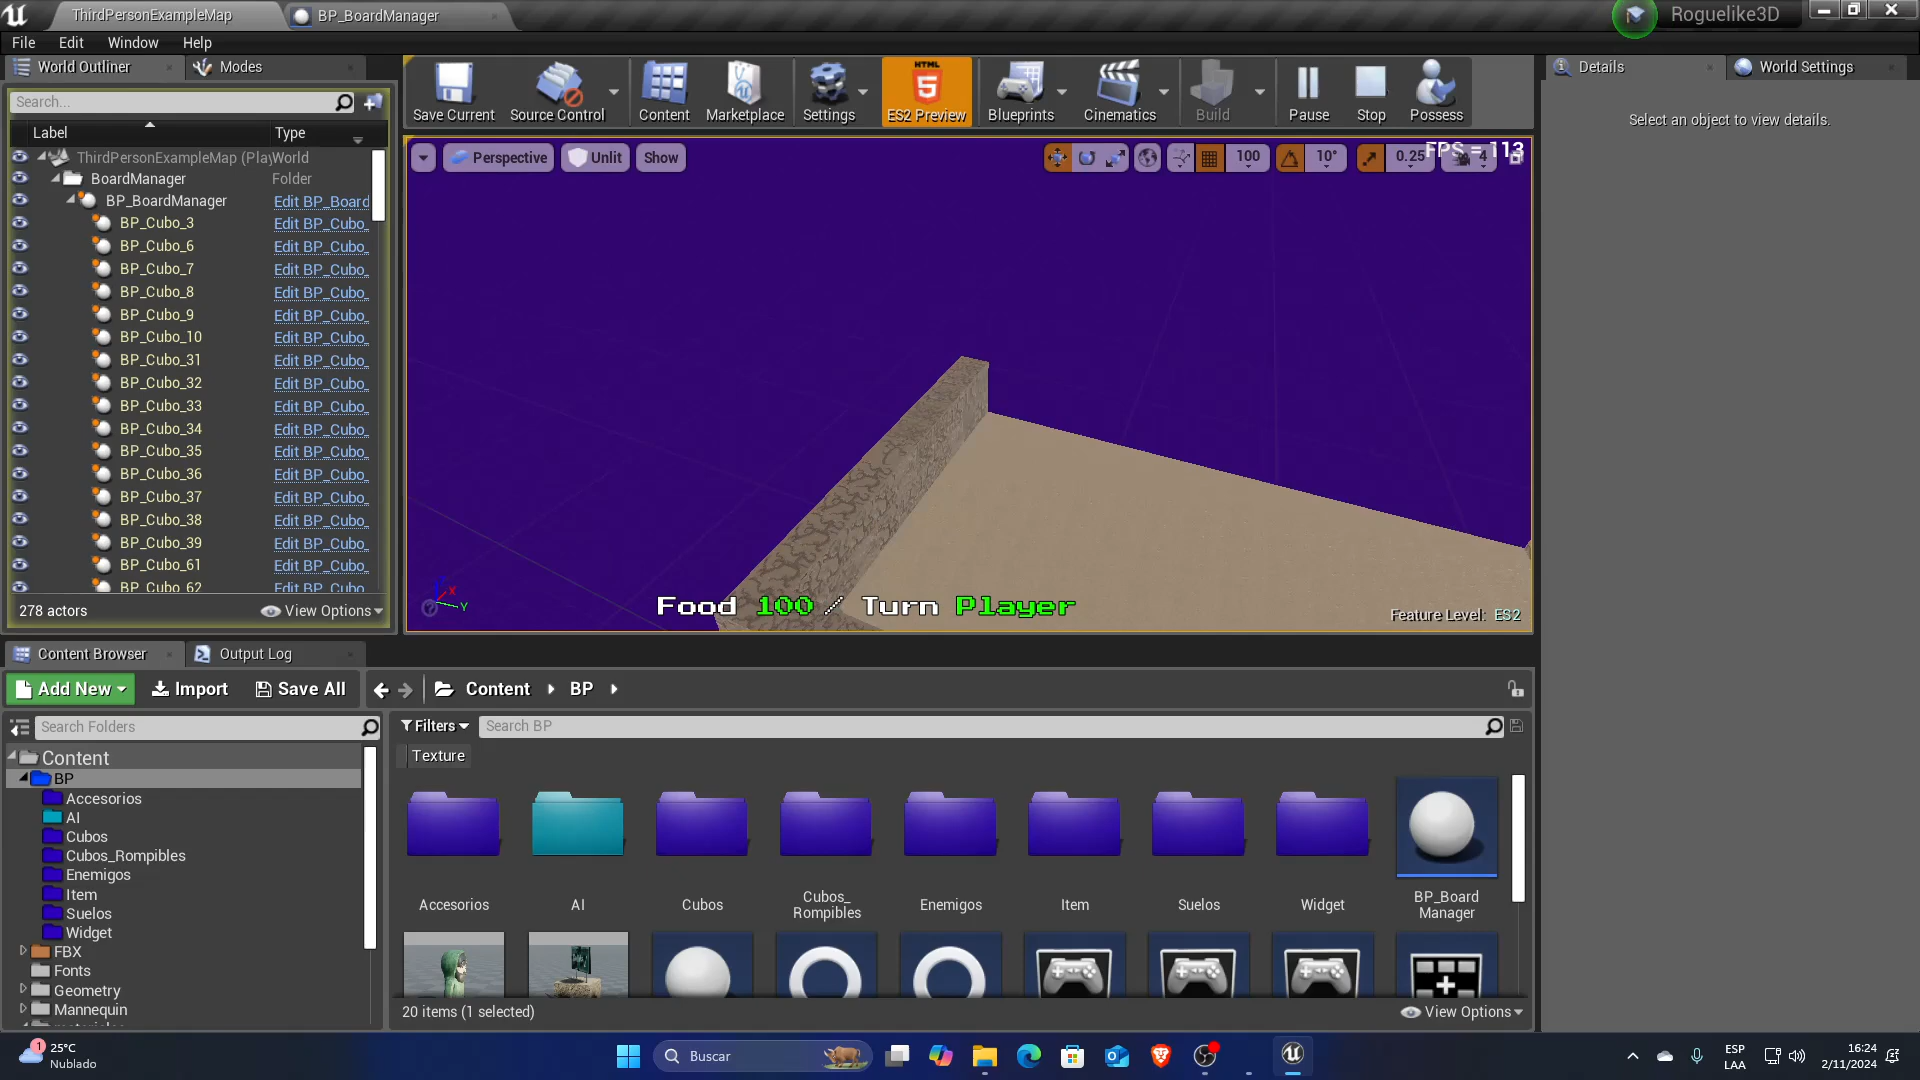 ThirdPersonExampleMap
BP_BoardManager
Roguelike3D
File
Edit
Window
Help
World Outliner
Modes
Search...
Label
Type
ThirdPersonExampleMap (Play
World
BoardManager
Folder
BP_BoardManager
Edit BP_Board
BP_Cubo_3
Edit BP_Cubo_
BP_Cubo_6
Edit BP_Cubo_
BP_Cubo_7
Edit BP_Cubo_
BP_Cubo_8
Edit BP_Cubo_
BP_Cubo_9
Edit BP_Cubo_
BP_Cubo_10
Edit BP_Cubo_
BP_Cubo_31
Edit BP_Cubo_
BP_Cubo_32
Edit BP_Cubo_
BP_Cubo_33
Edit BP_Cubo_
BP_Cubo_34
Edit BP_Cubo_
BP_Cubo_35
Edit BP_Cubo_
BP_Cubo_36
Edit BP_Cubo_
BP_Cubo_37
Edit BP_Cubo_
BP_Cubo_38
Edit BP_Cubo_
BP_Cubo_39
Edit BP_Cubo_
BP_Cubo_61
Edit BP_Cubo_
BP_Cubo_62
Edit BP_Cubo_
278 actors
View Options
Save Current
Source Control
Content
Marketplace
Settings
HTML
ES2 Preview
Blueprints
Cinematics
Build
Pause
Stop
Possess
Perspective
Unlit
Show
100
10°
0.25
4
FPS = 113
Food 100 / Turn Player
Feature Level: ES2
Details
World Settings
Select an object to view details.
Content Browser
Output Log
Add New
Import
Save All
Content
BP
Search Folders
Filters
Search BP
Texture
Content
BP
Accesorios
AI
Cubos
Cubos_Rompibles
Enemigos
Item
Suelos
Widget
FBX
Fonts
Geometry
Mannequin
Accesorios
AI
Cubos
Cubos_
Rompibles
Enemigos
Item
Suelos
Widget
BP_Board
Manager
20 items (1 selected)
View Options
1
25°C
Nublado
Buscar
ESP
LAA
16:24
2/11/2024